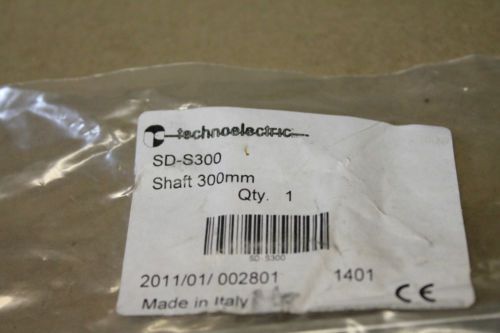 technoelectric
SD-S300
Shaft 300mm
Qty. 1
SD-S300
2011/01/ 002801 1401
Made in Italy
CE